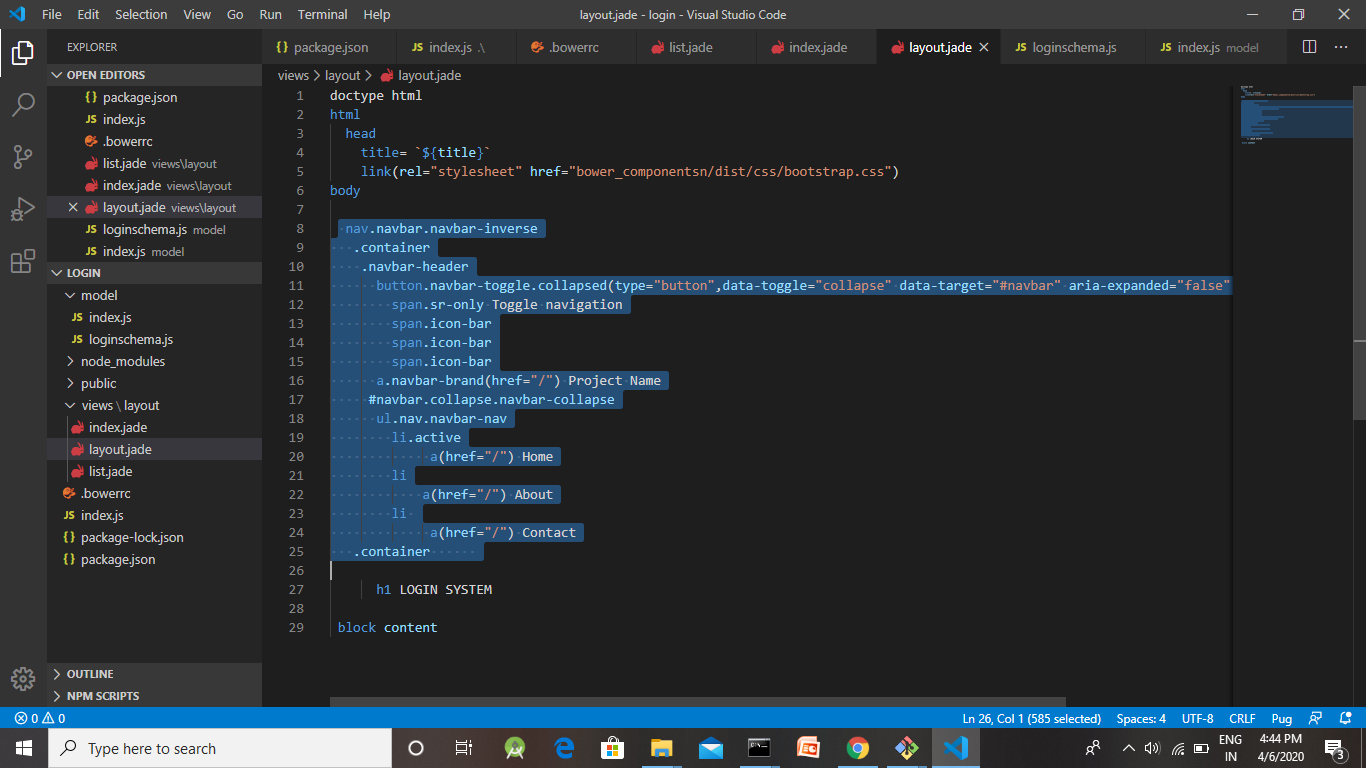 File Edit Selection View Go Run Terminal Help layout.jade - login - Visual Studio Code
EXPLORER
OPEN EDITORS
{} package.json
JS index.js
.bowerrc
list.jade views\layout
index.jade views\layout
layout.jade views\layout
JS loginschema.js model
JS index.js model
LOGIN
model
JS index.js
JS loginschema.js
node_modules
public
views \ layout
index.jade
layout.jade
list.jade
.bowerrc
JS index.js
{} package-lock.json
{} package.json
OUTLINE
NPM SCRIPTS
{} package.json JS index.js .\ .bowerrc list.jade index.jade layout.jade JS loginschema.js JS index.js model
views > layout > layout.jade
1 doctype html
2 html
3 head
4 title= `${title}`
5 link(rel="stylesheet" href="bower_componentsn/dist/css/bootstrap.css")
6 body
7
8 nav.navbar.navbar-inverse
9 .container
10 .navbar-header
11 button.navbar-toggle.collapsed(type="button",data-toggle="collapse" data-target="#navbar" aria-expanded="false"
12 span.sr-only Toggle navigation
13 span.icon-bar
14 span.icon-bar
15 span.icon-bar
16 a.navbar-brand(href="/") Project Name
17 #navbar.collapse.navbar-collapse
18 ul.nav.navbar-nav
19 li.active
20 a(href="/") Home
21 li
22 a(href="/") About
23 li
24 a(href="/") Contact
25 .container
26
27 h1 LOGIN SYSTEM
28
29 block content
0 0 Ln 26, Col 1 (585 selected) Spaces: 4 UTF-8 CRLF Pug
Type here to search
ENG
IN
4:44 PM
4/6/2020
3